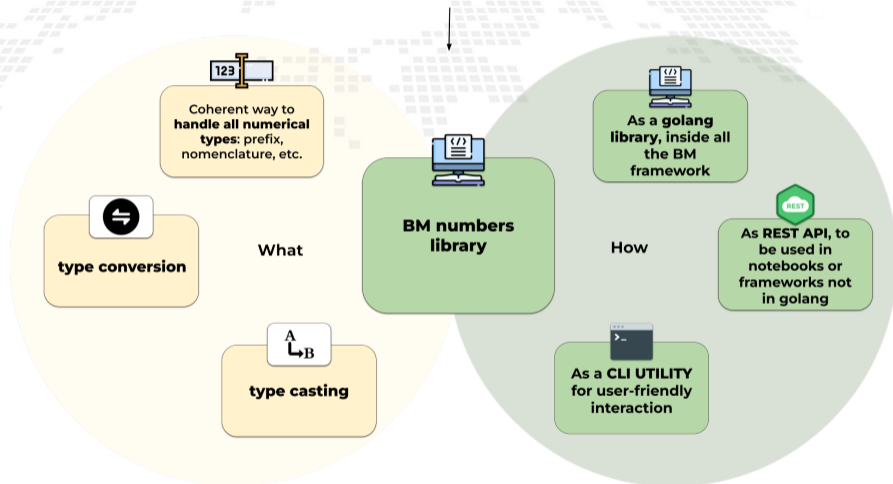 123
Coherent way to
handle all numerical
types: prefix,
nomenclature, etc.
type conversion
What
A
B
type casting
</>
BM numbers
library
How
</>
As a golang
library, inside all
the BM
framework
REST
As REST API, to
be used in
notebooks or
frameworks not
in golang
>_
As a CLI UTILITY
for user-friendly
interaction